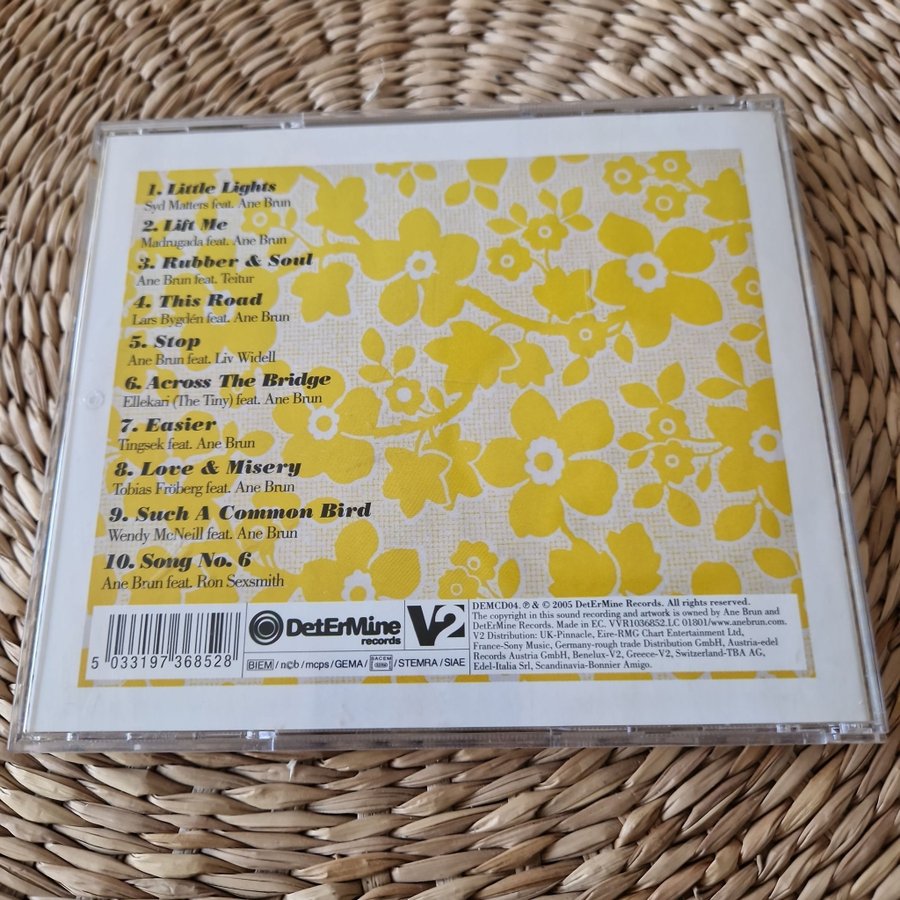 1. Little Lights
Syd Matters feat. Ane Brun
2. Lift Me
Madrugada feat. Ane Brun
3. Rubber & Soul
Ane Brun feat. Teitur
4. This Road
Lars Bygdén feat. Ane Brun
5. Stop
Ane Brun feat. Liv Widell
6. Across The Bridge
Ellekari (The Tiny) feat. Ane Brun
7. Easier
Tingsek feat. Ane Brun
8. Love & Misery
Tobias Fröberg feat. Ane Brun
9. Such A Common Bird
Wendy McNeill feat. Ane Brun
10. Song No. 6
Ane Brun feat. Ron Sexsmith
5 033197 368528
DetErMine
records
BIEM / ncb / mcps / GEMA / SACEM / STEMRA / SIAE
V2
DEMCD04. ℗ & © 2005 DetErMine Records. All rights reserved.
The copyright in this sound recording and artwork is owned by Ane Brun and
DetErMine Records. Made in EC. VVR1036852.LC 01801/www.anebrun.com.
V2 Distribution: UK-Pinnacle, Eire-RMG Chart Entertainment Ltd,
France-Sony Music, Germany-rough trade Distribution GmbH, Austria-edel
Records Austria GmbH, Benelux-V2, Greece-V2, Switzerland-TBA AG,
Edel-Italia Srl, Scandinavia-Bonnier Amigo.